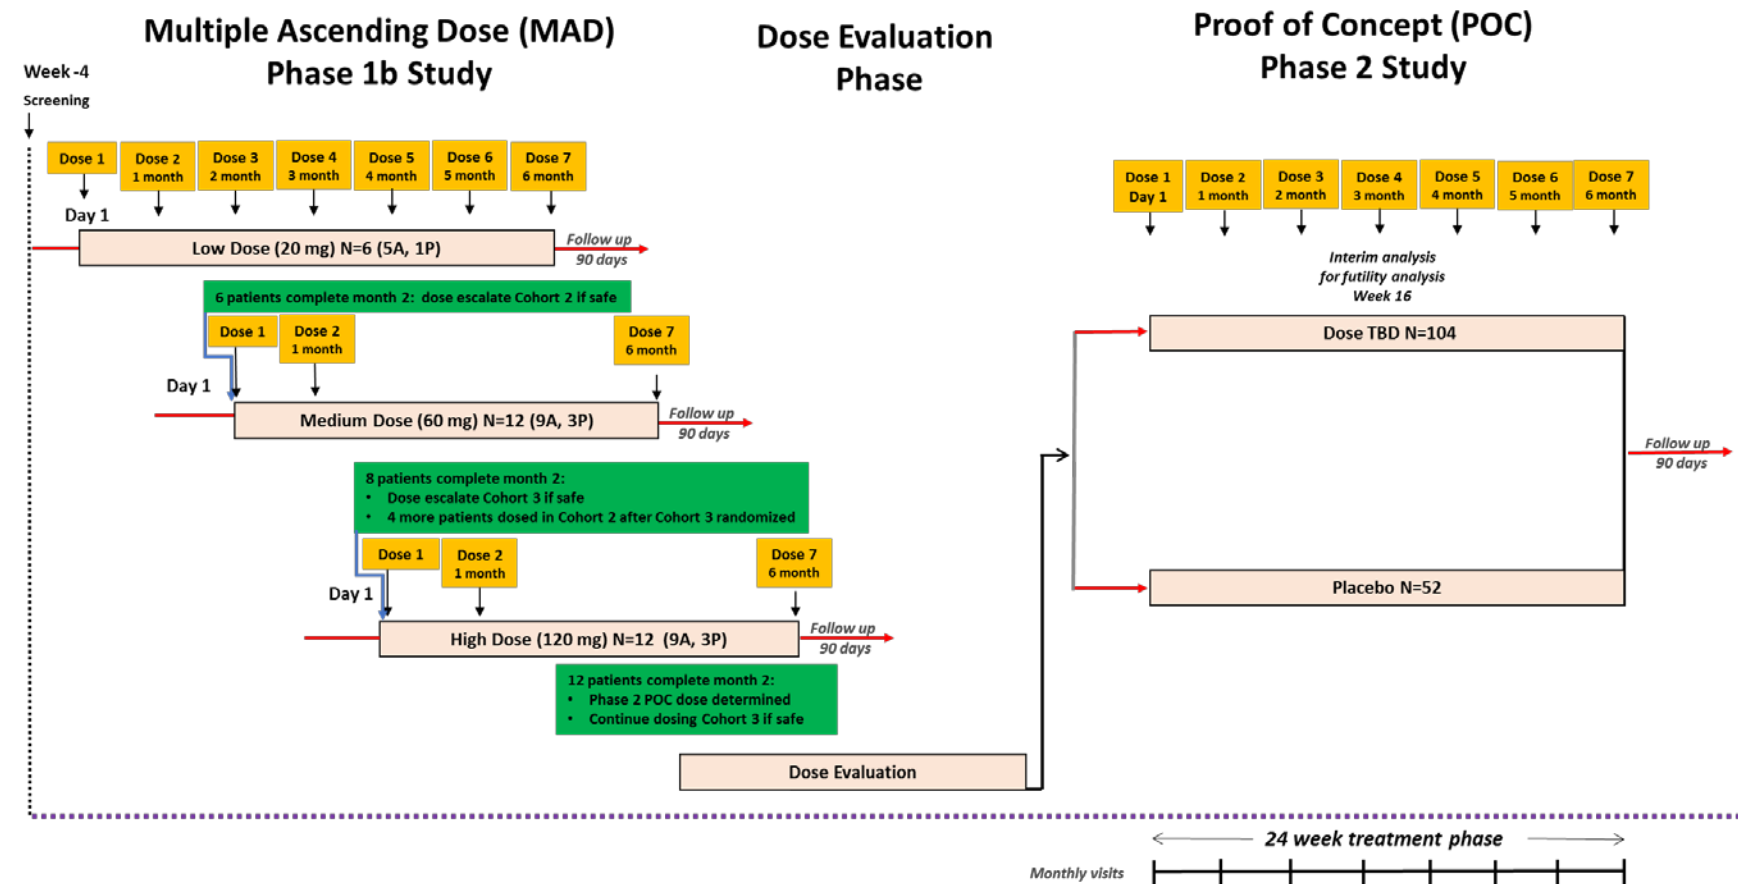 Multiple Ascending Dose (MAD)
Phase 1b Study
Dose Evaluation
Phase
Proof of Concept (POC)
Phase 2 Study
Week -4
Screening
Dose 1
Dose 2
1 month
Dose 3
2 month
Dose 4
3 month
Dose 5
4 month
Dose 6
5 month
Dose 7
6 month
Day 1
Low Dose (20 mg) N=6 (5A, 1P)
Follow up
90 days
6 patients complete month 2: dose escalate Cohort 2 if safe
Dose 1
Dose 2
1 month
Dose 7
6 month
Day 1
Medium Dose (60 mg) N=12 (9A, 3P)
Follow up
90 days
8 patients complete month 2:
• Dose escalate Cohort 3 if safe
• 4 more patients dosed in Cohort 2 after Cohort 3 randomized
Dose 1
Dose 2
1 month
Dose 7
6 month
Day 1
High Dose (120 mg) N=12 (9A, 3P)
Follow up
90 days
12 patients complete month 2:
• Phase 2 POC dose determined
• Continue dosing Cohort 3 if safe
Dose Evaluation
Dose 1
Day 1
Dose 2
1 month
Dose 3
2 month
Dose 4
3 month
Dose 5
4 month
Dose 6
5 month
Dose 7
6 month
Interim analysis
for futility analysis
Week 16
Dose TBD N=104
Placebo N=52
Follow up
90 days
24 week treatment phase
Monthly visits